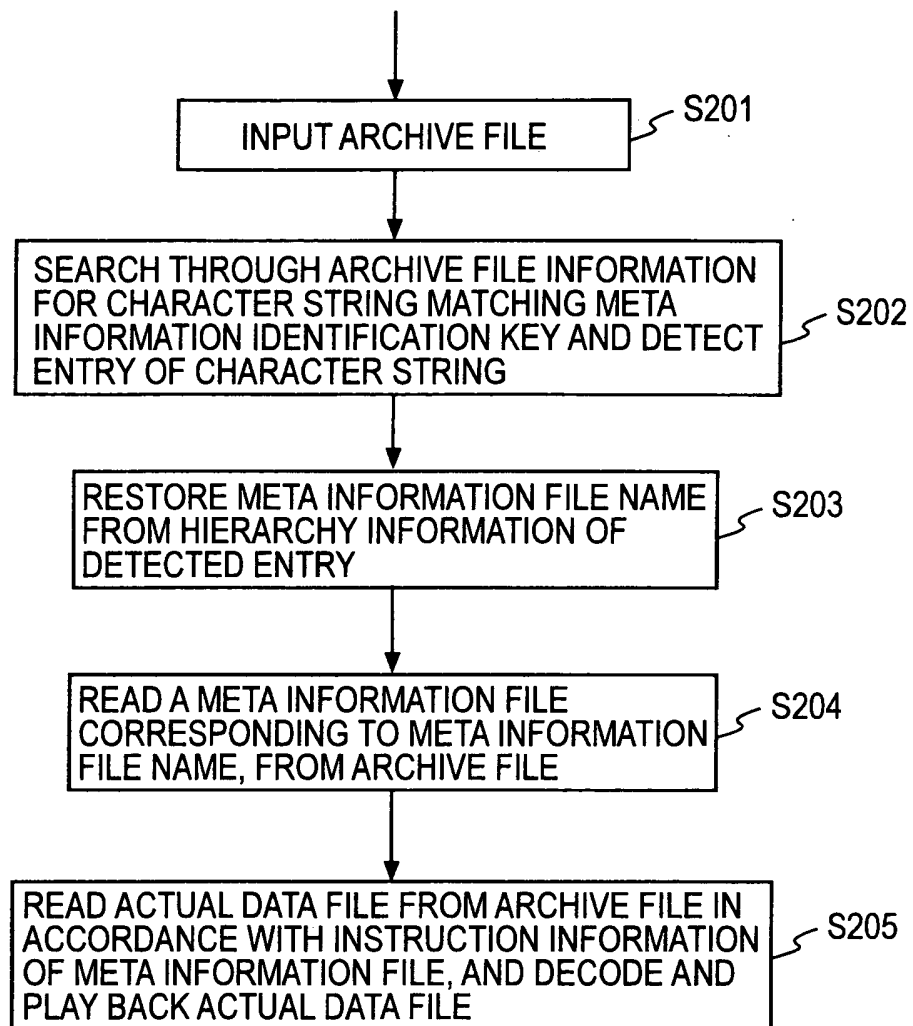 INPUT ARCHIVE FILE
S201
SEARCH THROUGH ARCHIVE FILE INFORMATION
FOR CHARACTER STRING MATCHING META
INFORMATION IDENTIFICATION KEY AND DETECT
ENTRY OF CHARACTER STRING
S202
RESTORE META INFORMATION FILE NAME
FROM HIERARCHY INFORMATION OF
DETECTED ENTRY
S203
READ A META INFORMATION FILE
CORRESPONDING TO META INFORMATION
FILE NAME, FROM ARCHIVE FILE
S204
READ ACTUAL DATA FILE FROM ARCHIVE FILE IN
ACCORDANCE WITH INSTRUCTION INFORMATION
OF META INFORMATION FILE, AND DECODE AND
PLAY BACK ACTUAL DATA FILE
S205